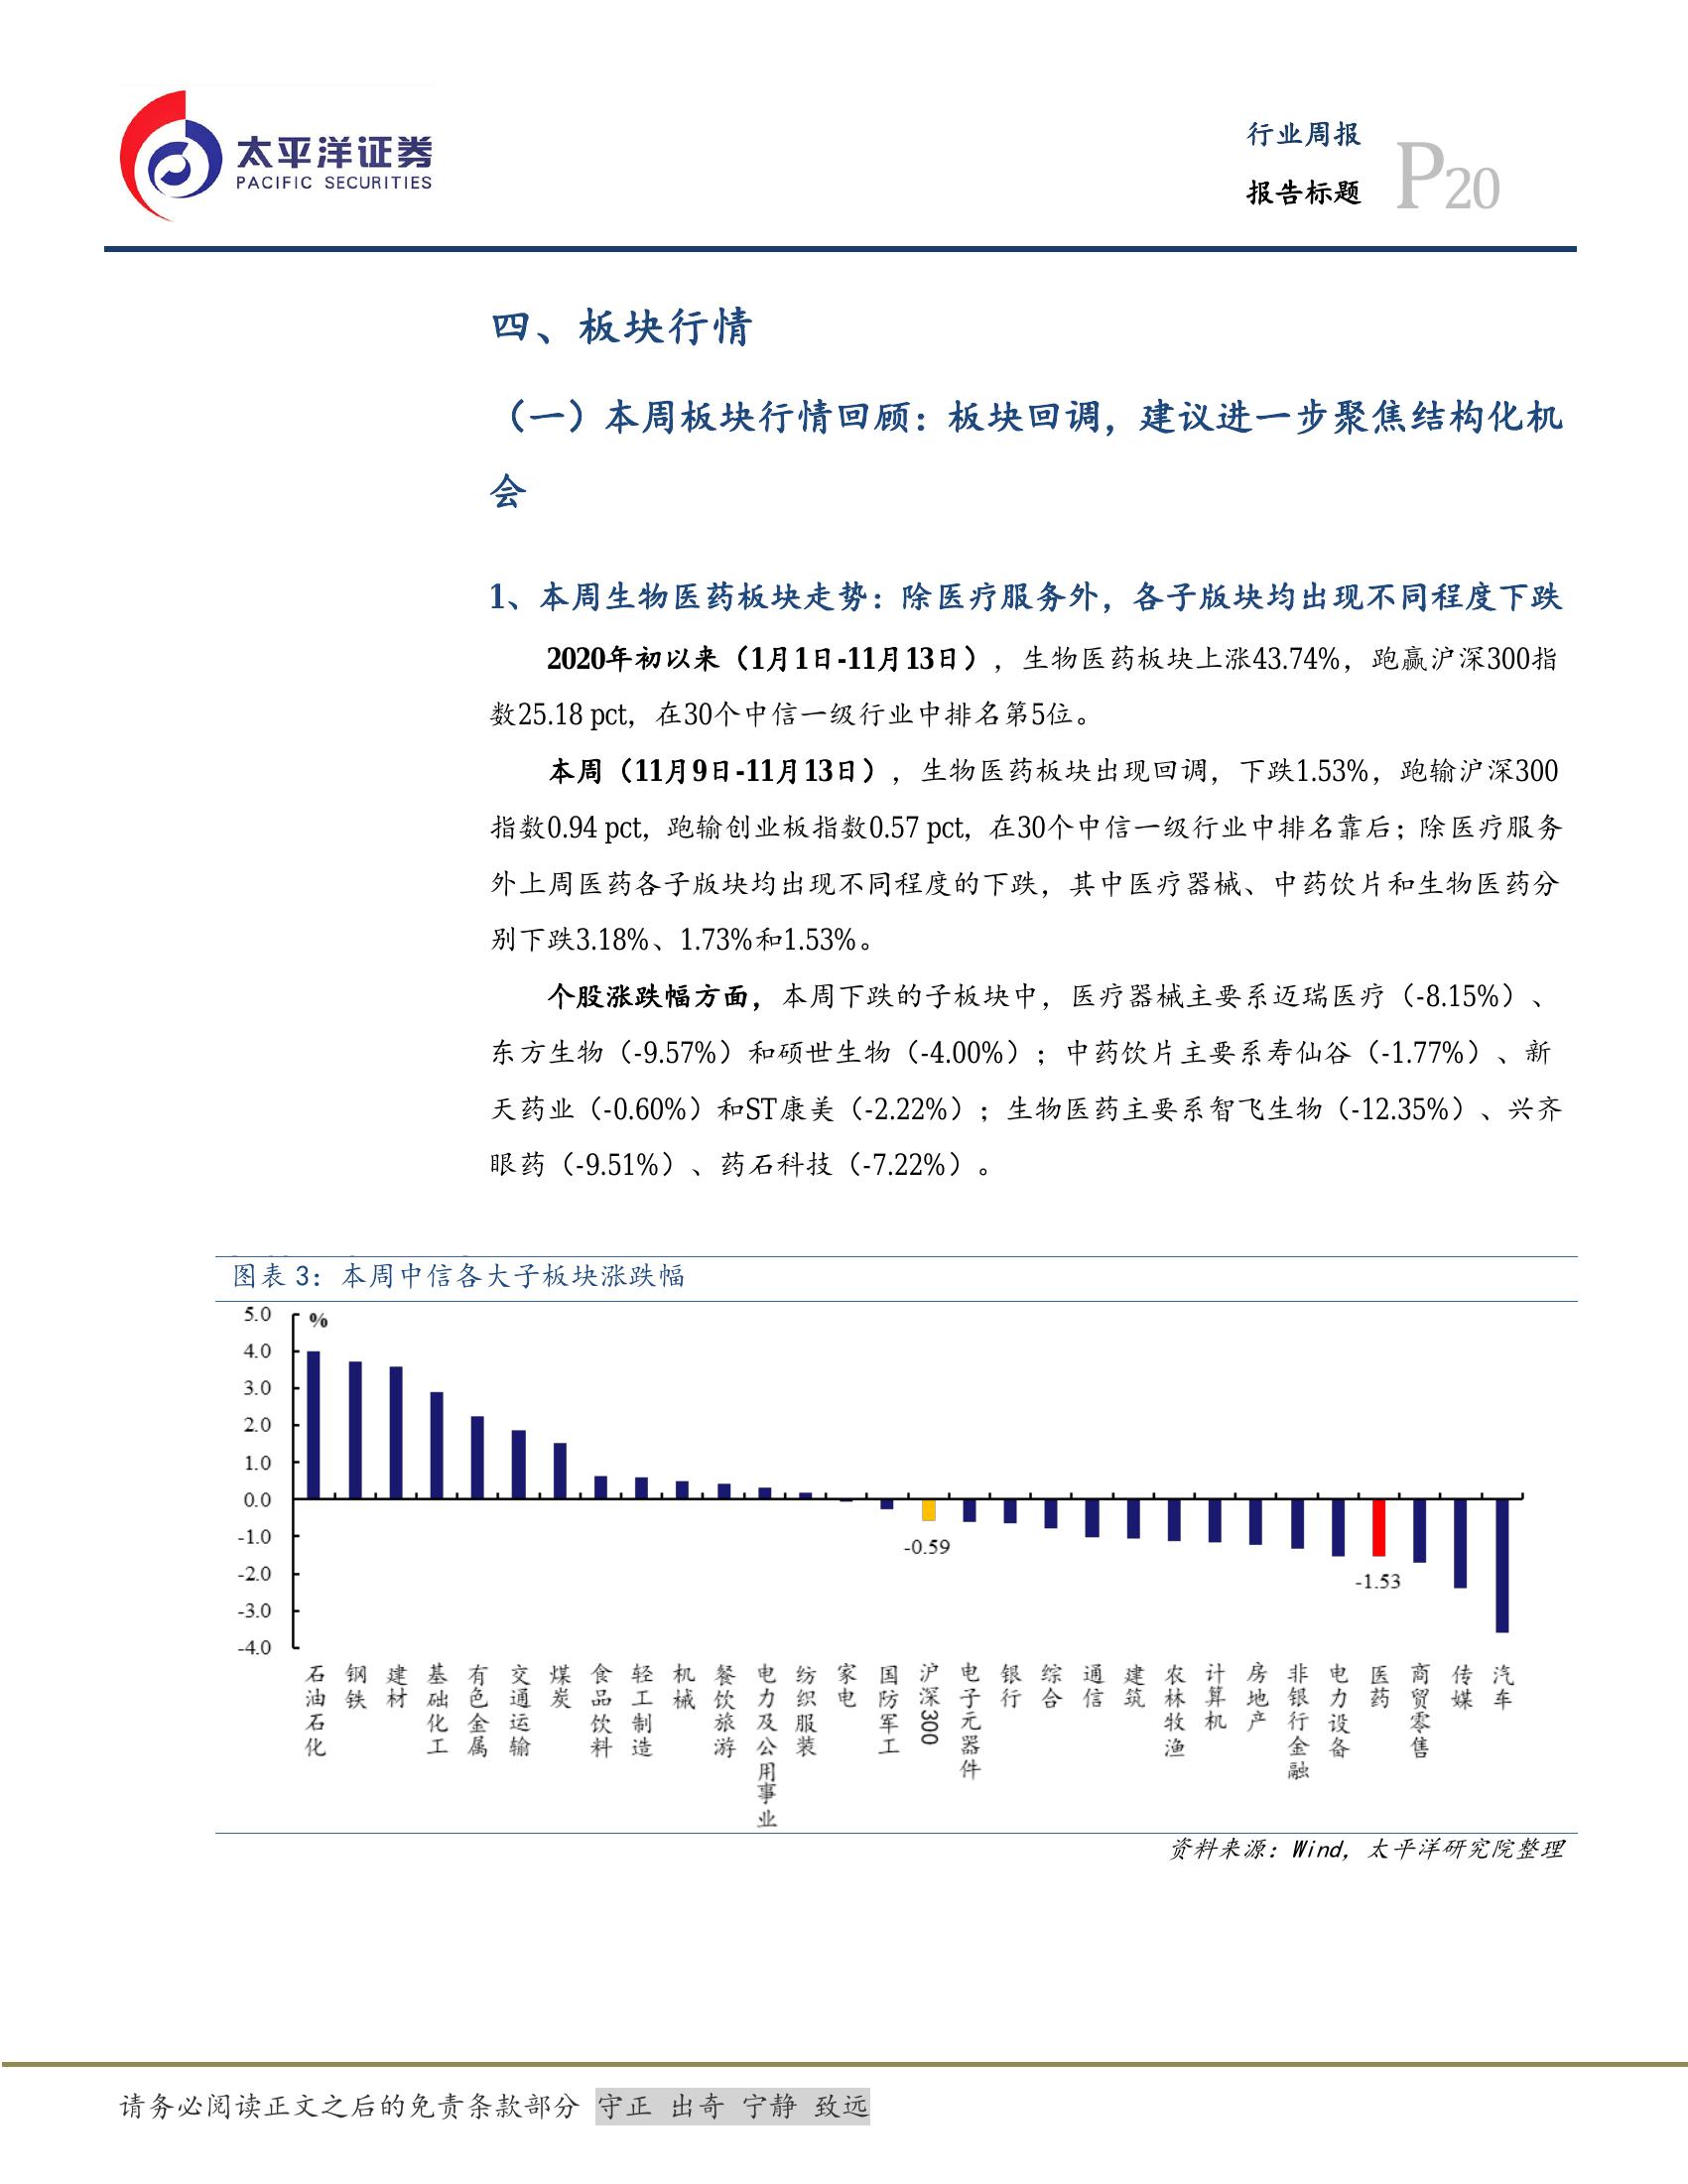 太平洋证券
PACIFIC SECURITIES
行业周报
报告标题
P20
四、板块行情
（一）本周板块行情回顾：板块回调，建议进一步聚焦结构化机
会
1、本周生物医药板块走势：除医疗服务外，各子版块均出现不同程度下跌
2020年初以来（1月1日-11月13日），生物医药板块上涨43.74%，跑赢沪深300指
数25.18 pct，在30个中信一级行业中排名第5位。
本周（11月9日-11月13日），生物医药板块出现回调，下跌1.53%，跑输沪深300
指数0.94 pct，跑输创业板指数0.57 pct，在30个中信一级行业中排名靠后；除医疗服务
外上周医药各子版块均出现不同程度的下跌，其中医疗器械、中药饮片和生物医药分
别下跌3.18%、1.73%和1.53%。
个股涨跌幅方面，本周下跌的子板块中，医疗器械主要系迈瑞医疗（-8.15%）、
东方生物（-9.57%）和硕世生物（-4.00%）；中药饮片主要系寿仙谷（-1.77%）、新
天药业（-0.60%）和ST康美（-2.22%）；生物医药主要系智飞生物（-12.35%）、兴齐
眼药（-9.51%）、药石科技（-7.22%）。
图表 3：本周中信各大子板块涨跌幅
%
5.0
4.0
3.0
2.0
1.0
0.0
-1.0
-2.0
-3.0
-4.0
-0.59
-1.53
石油石化
钢铁
建材
基础化工
有色金属
交通运输
煤炭
食品饮料
轻工制造
机械
餐饮旅游
电力及公用事业
纺织服装
家电
国防军工
沪深300
电子元器件
银行
综合
通信
建筑
农林牧渔
计算机
房地产
非银行金融
电力设备
医药
商贸零售
传媒
汽车
资料来源：Wind，太平洋研究院整理
请务必阅读正文之后的免责条款部分 守正 出奇 宁静 致远